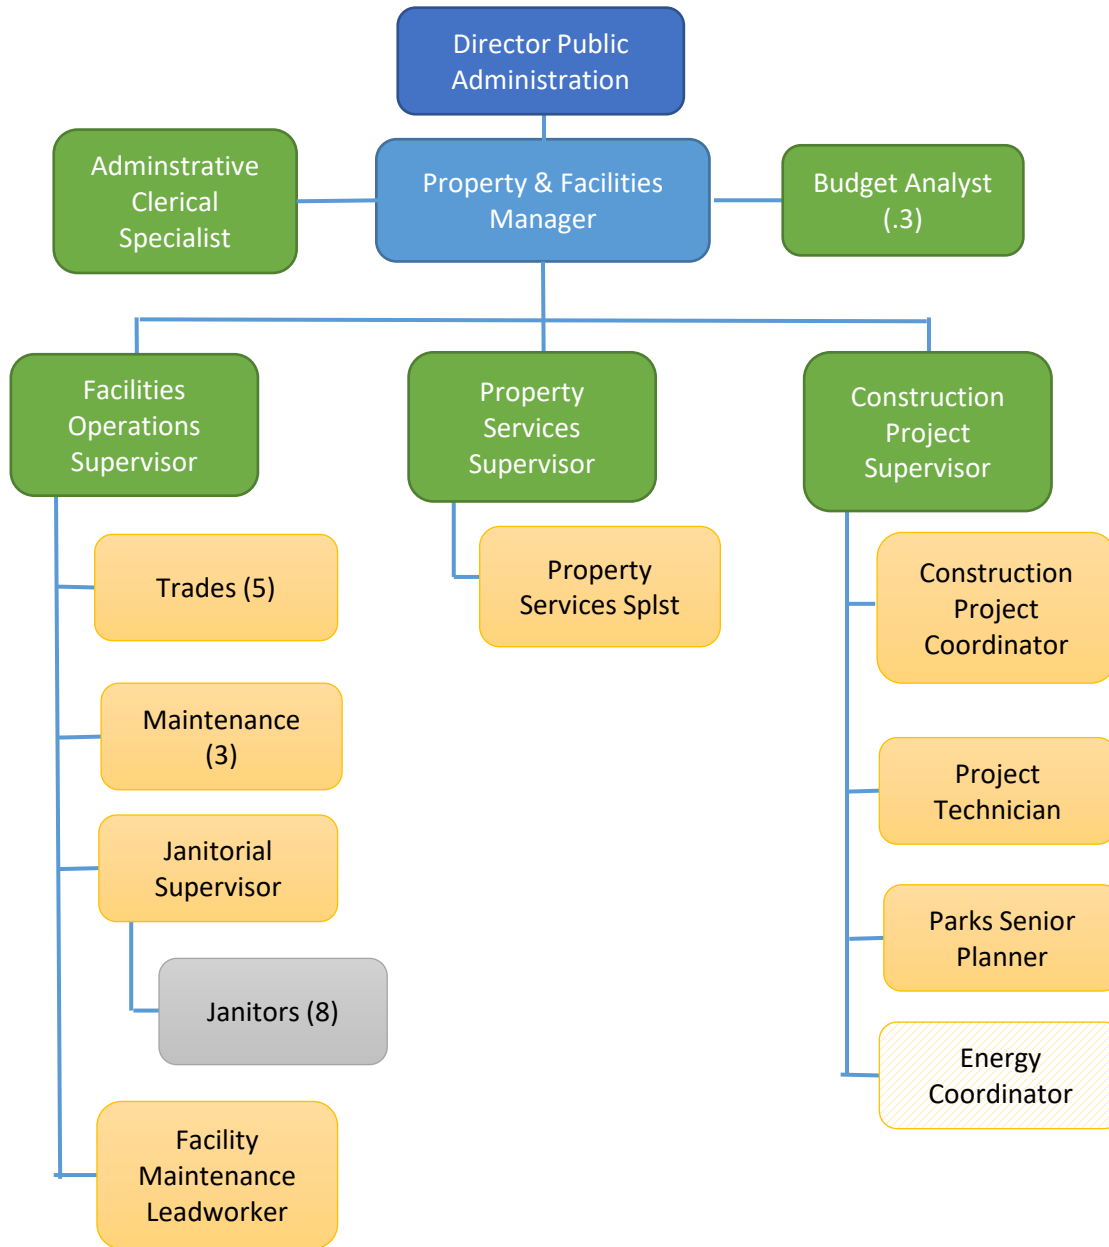 Director Public
Administration
Adminstrative
Clerical
Specialist
Property & Facilities
Manager
Budget Analyst
(.3)
Facilities
Operations
Supervisor
Property
Services
Supervisor
Construction
Project
Supervisor
Trades (5)
Maintenance
(3)
Janitorial
Supervisor
Janitors (8)
Facility
Maintenance
Leadworker
Property
Services Splst
Construction
Project
Coordinator
Project
Technician
Parks Senior
Planner
Energy
Coordinator